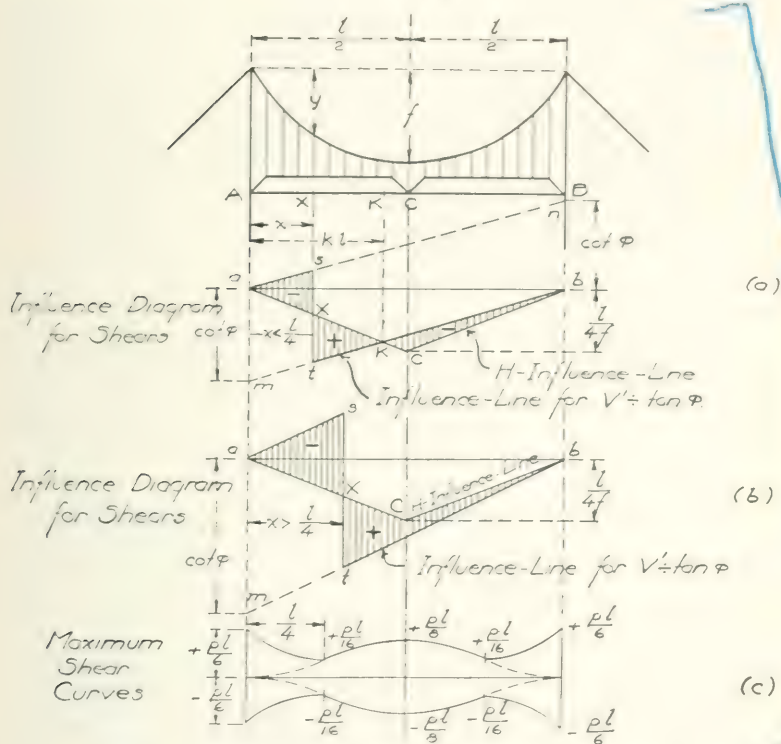 l/2 l/2
y f
A x K C B
x n
kl cot φ
s
a b
Influence Diagram − (a)
for Shears cot φ x< l/4 x + K − l/4f
C H-Influence-Line
m t Influence-Line for V'÷tan φ
s
a − b
Influence Diagram x C H-Influence-Line l/4f (b)
for Shears x> l/4 +
cot φ t Influence-Line for V'÷tan φ
m
l/4
Maximum + pl/6 + pl/16 + pl/8 + pl/16 + pl/6
Shear
Curves − pl/6 (c)
− pl/16 − pl/8 − pl/16 − pl/6